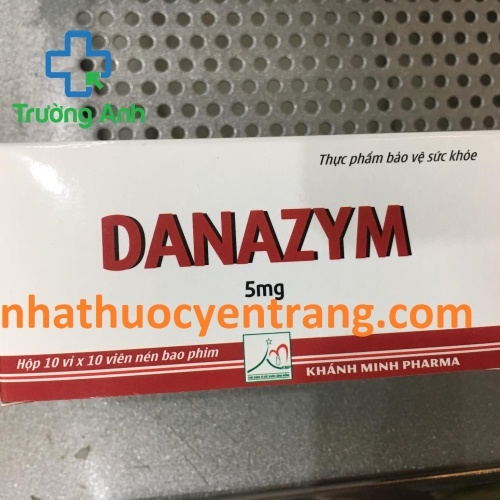 Trường Anh
Thực phẩm bảo vệ sức khỏe
DANAZYM
5mg
nhathuocyentrang.com
Hộp 10 vỉ x 10 viên nén bao phim
KHÁNH MINH PHARMA